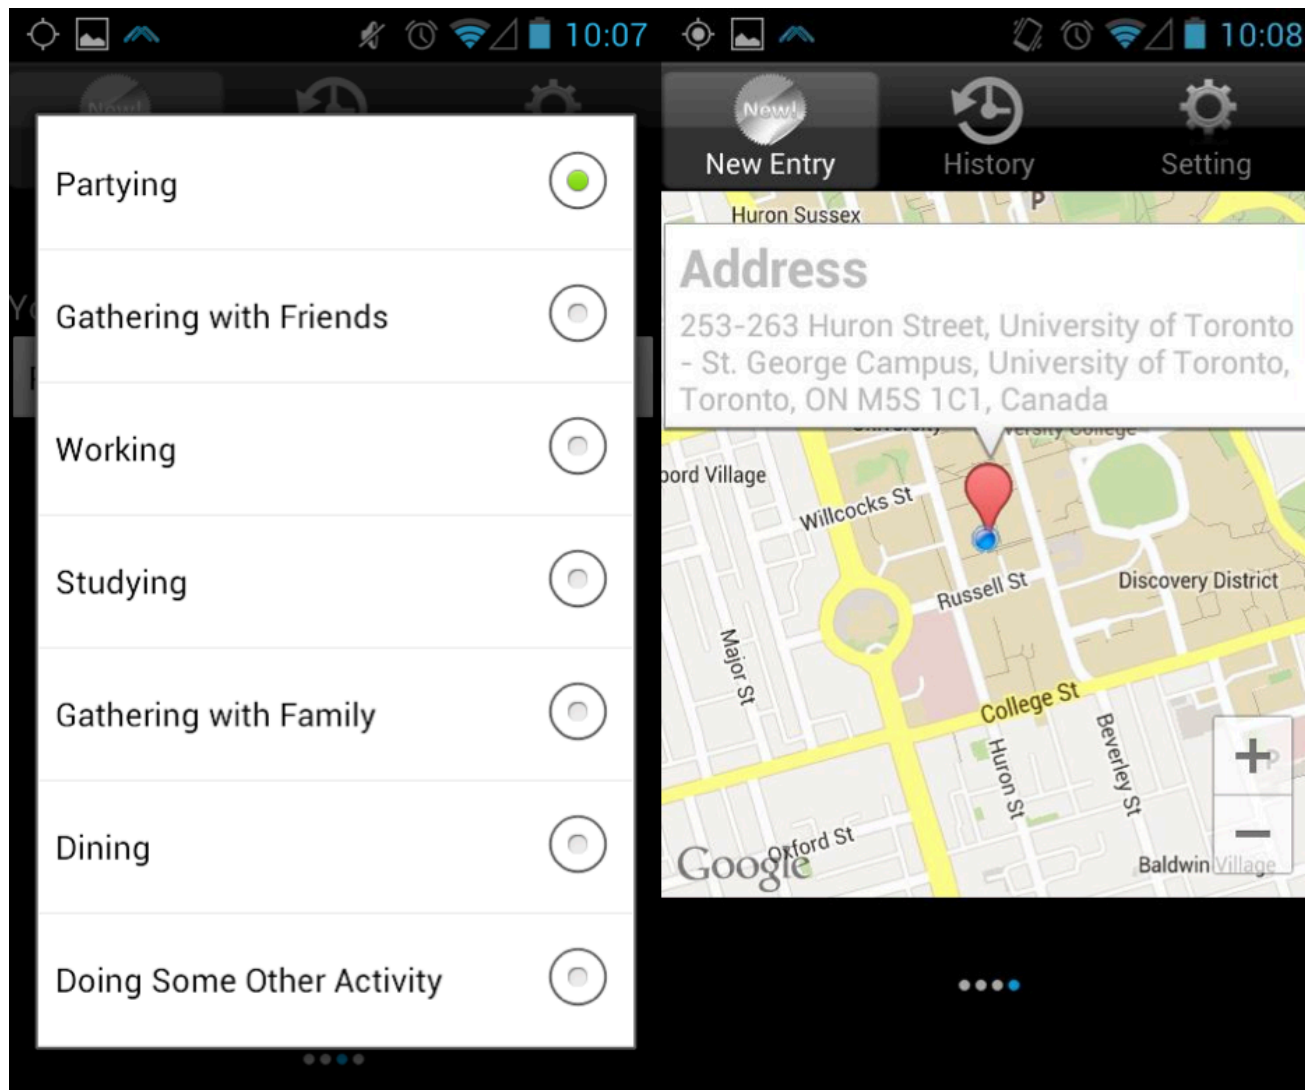 10:07
New!
Partying
Gathering with Friends
Working
Studying
Gathering with Family
Dining
Doing Some Other Activity
10:08
New!
New Entry
History
Setting
P
Huron Sussex
Address
253-263 Huron Street, University of Toronto
- St. George Campus, University of Toronto,
Toronto, ON M5S 1C1, Canada
Willcocks St
Russell St
Discovery District
Major St
College St
Huron St
Beverley St
+
P
−
Oxford St
Google
Baldwin Village